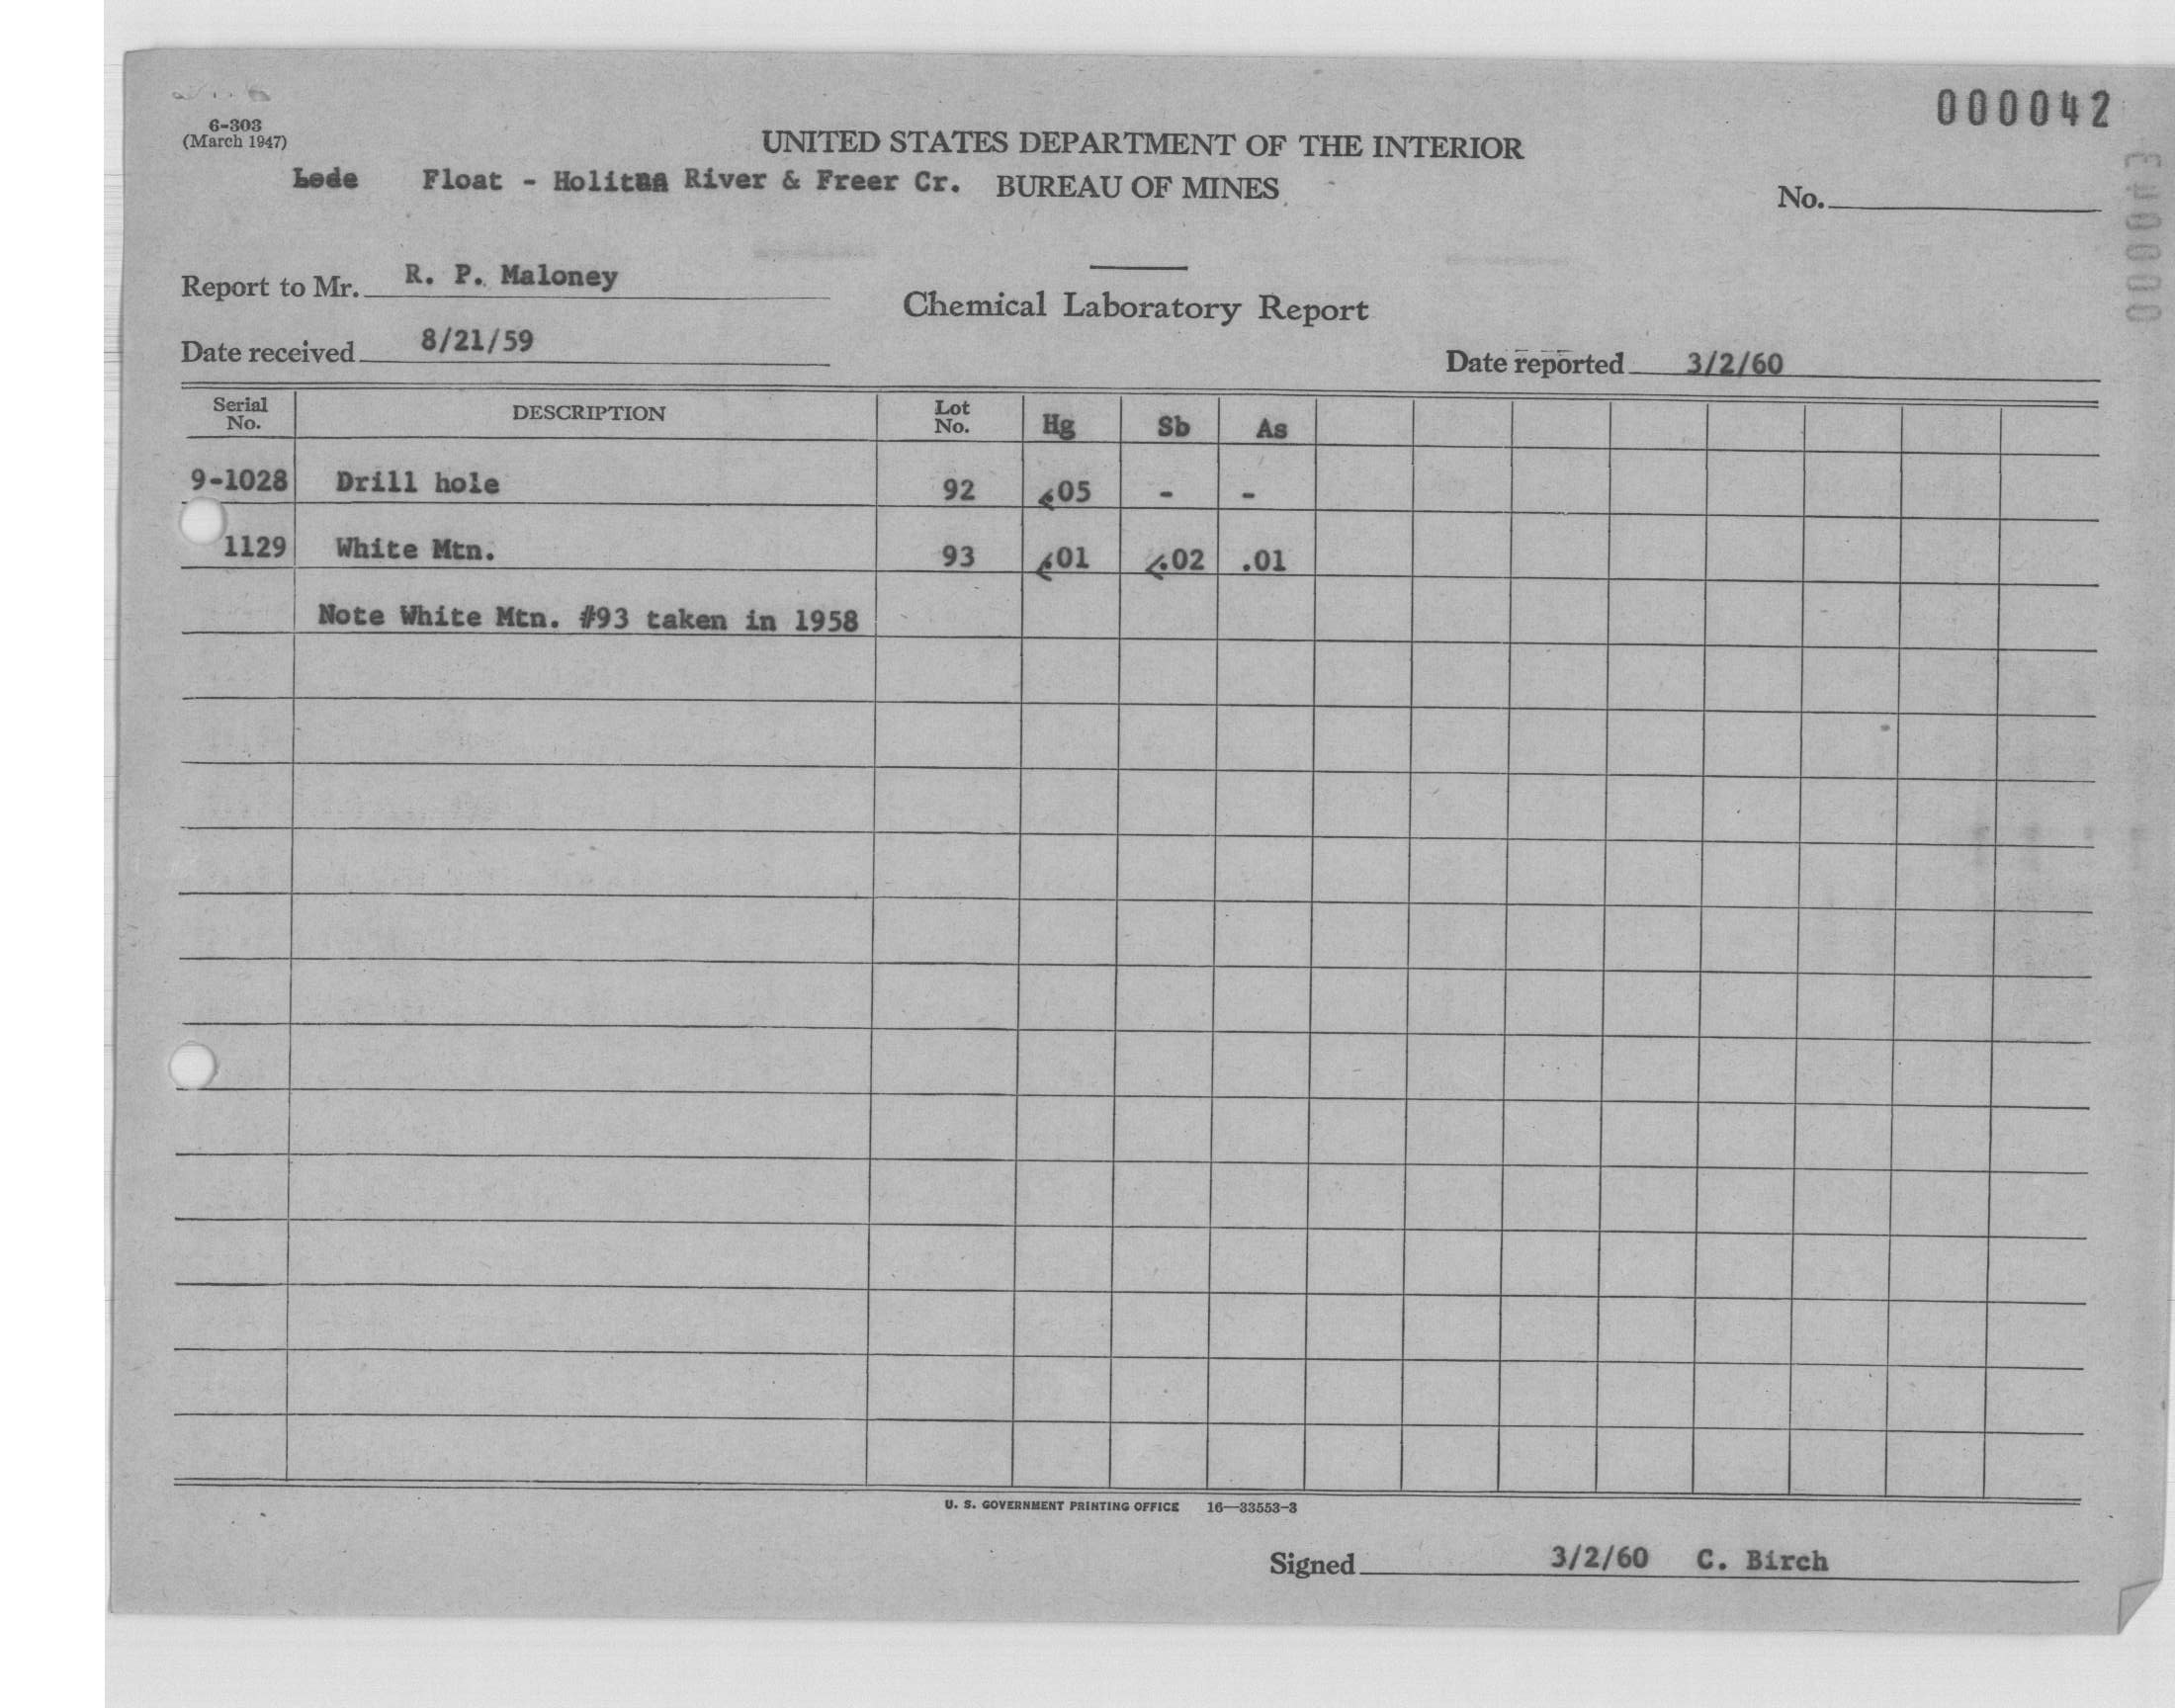 000042
6-303
(March 1947)
UNITED STATES DEPARTMENT OF THE INTERIOR
Lode Float - Holitna River & Freer Cr. BUREAU OF MINES
No.
Report to Mr. R. P. Maloney
Chemical Laboratory Report
Date received 8/21/59
Date reported 3/2/60
Serial No. DESCRIPTION Lot No. Hg Sb As
9-1028 Drill hole 92 <.05 - -
1129 White Mtn. 93 <.01 <.02 .01
Note White Mtn. #93 taken in 1958
U. S. GOVERNMENT PRINTING OFFICE 16—33553-3
Signed 3/2/60 C. Birch